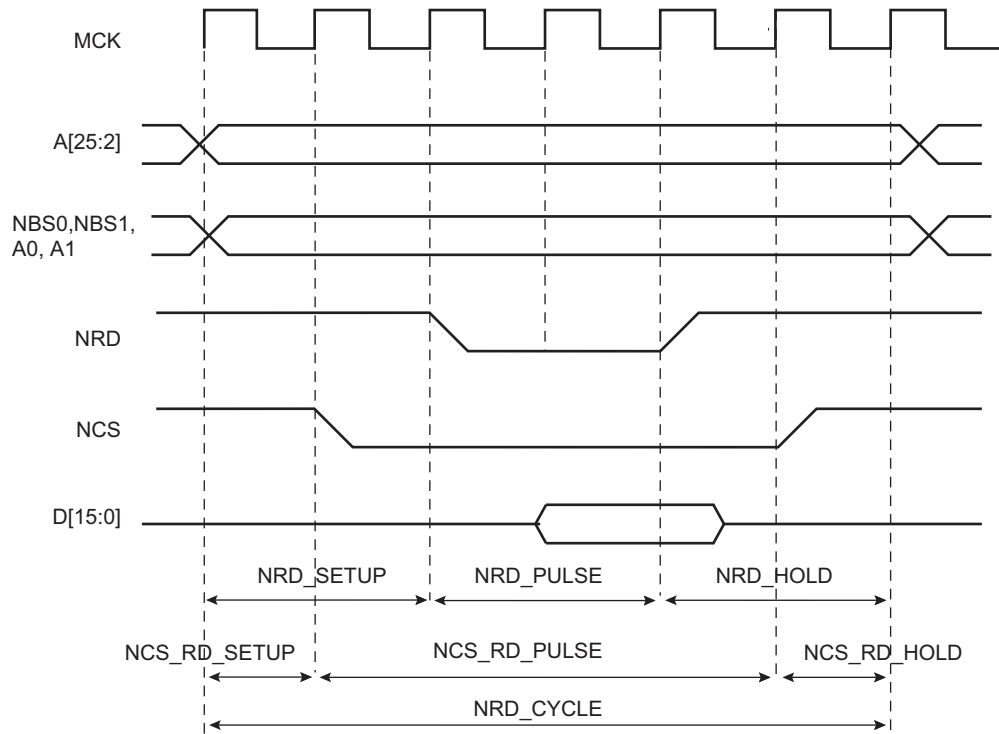 MCK
A[25:2]
NBS0,NBS1,
A0, A1
NRD
NCS
D[15:0]
NRD_SETUP NRD_PULSE NRD_HOLD
NCS_RD_SETUP NCS_RD_PULSE NCS_RD_HOLD
NRD_CYCLE